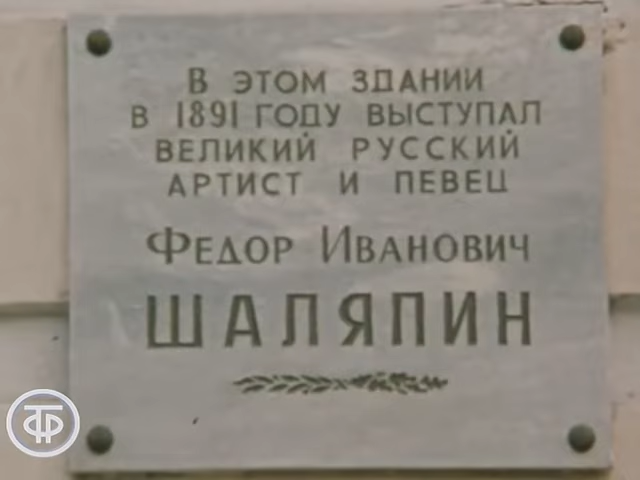 В ЭТОМ ЗДАНИИ
В 1891 ГОДУ ВЫСТУПАЛ
ВЕЛИКИЙ РУССКИЙ
АРТИСТ И ПЕВЕЦ
ФЕДОР ИВАНОВИЧ
ШАЛЯПИН